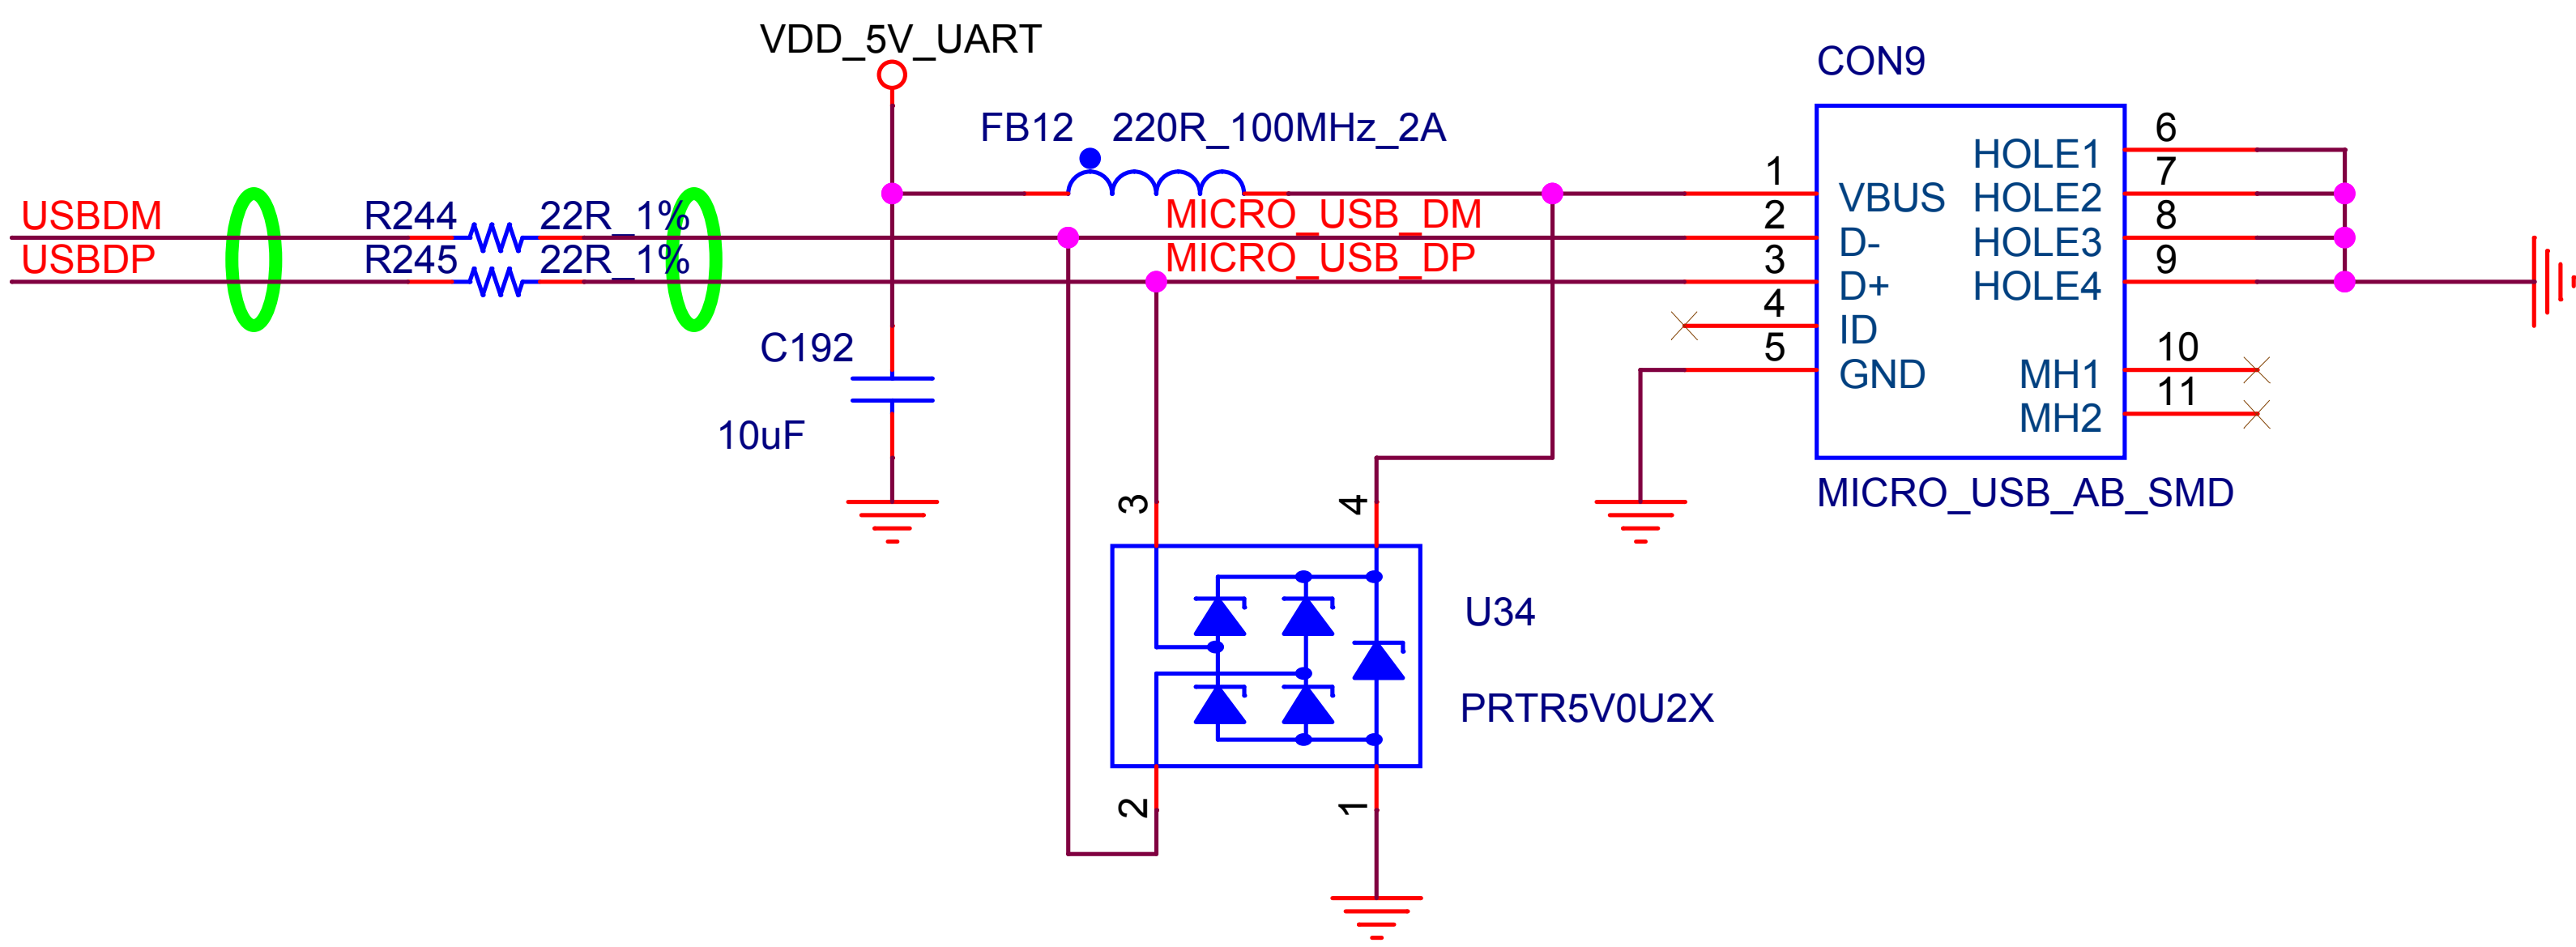 VDD_5V_UART
CON9
FB12 220R_100MHz_2A
USBDM
USBDP
R244 22R_1%
R245 22R_1%
MICRO_USB_DM
MICRO_USB_DP
1 VBUS
2 D-
3 D+
4 ID
5 GND
HOLE1 6
HOLE2 7
HOLE3 8
HOLE4 9
MH1 10
MH2 11
MICRO_USB_AB_SMD
C192
10uF
3
4
U34
PRTR5V0U2X
2
1